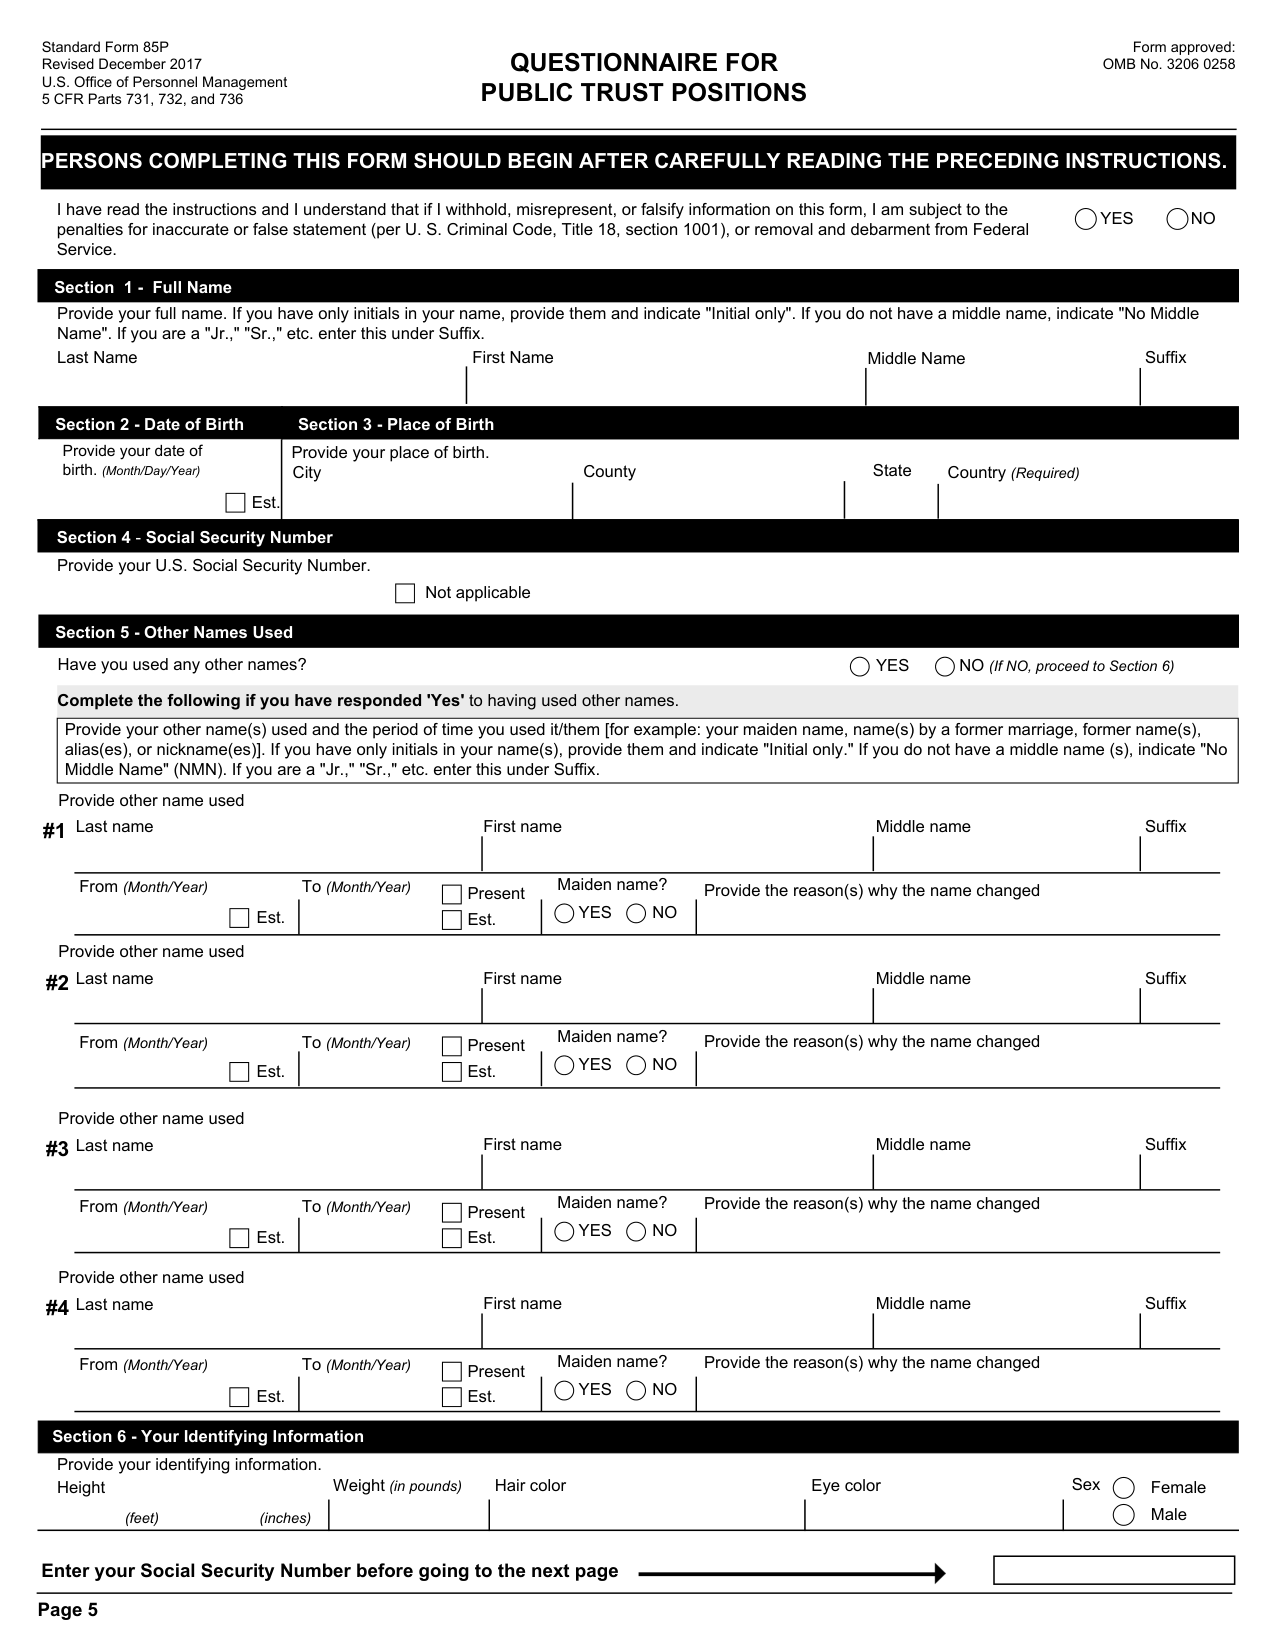 Standard Form 85P
Revised December 2017
U.S. Office of Personnel Management
5 CFR Parts 731, 732, and 736
QUESTIONNAIRE FOR
PUBLIC TRUST POSITIONS
Form approved:
OMB No. 3206 0258
PERSONS COMPLETING THIS FORM SHOULD BEGIN AFTER CAREFULLY READING THE PRECEDING INSTRUCTIONS.
I have read the instructions and I understand that if I withhold, misrepresent, or falsify information on this form, I am subject to the
penalties for inaccurate or false statement (per U. S. Criminal Code, Title 18, section 1001), or removal and debarment from Federal
Service.
YES NO
Section 1 - Full Name
Provide your full name. If you have only initials in your name, provide them and indicate "Initial only". If you do not have a middle name, indicate "No Middle
Name". If you are a "Jr.," "Sr.," etc. enter this under Suffix.
Last Name First Name Middle Name Suffix
Section 2 - Date of Birth Section 3 - Place of Birth
Provide your date of
birth. (Month/Day/Year)
Est.
Provide your place of birth.
City County State Country (Required)
Section 4 - Social Security Number
Provide your U.S. Social Security Number.
Not applicable
Section 5 - Other Names Used
Have you used any other names? YES NO (If NO, proceed to Section 6)
Complete the following if you have responded 'Yes' to having used other names.
Provide your other name(s) used and the period of time you used it/them [for example: your maiden name, name(s) by a former marriage, former name(s),
alias(es), or nickname(es)]. If you have only initials in your name(s), provide them and indicate "Initial only." If you do not have a middle name (s), indicate "No
Middle Name" (NMN). If you are a "Jr.," "Sr.," etc. enter this under Suffix.
Provide other name used
#1 Last name First name Middle name Suffix
From (Month/Year) To (Month/Year) Present Maiden name? Provide the reason(s) why the name changed
Est. Est. YES NO
Provide other name used
#2 Last name First name Middle name Suffix
From (Month/Year) To (Month/Year) Present Maiden name? Provide the reason(s) why the name changed
Est. Est. YES NO
Provide other name used
#3 Last name First name Middle name Suffix
From (Month/Year) To (Month/Year) Present Maiden name? Provide the reason(s) why the name changed
Est. Est. YES NO
Provide other name used
#4 Last name First name Middle name Suffix
From (Month/Year) To (Month/Year) Present Maiden name? Provide the reason(s) why the name changed
Est. Est. YES NO
Section 6 - Your Identifying Information
Provide your identifying information.
Height Weight (in pounds) Hair color Eye color Sex Female
(feet) (inches) Male
Enter your Social Security Number before going to the next page
Page 5